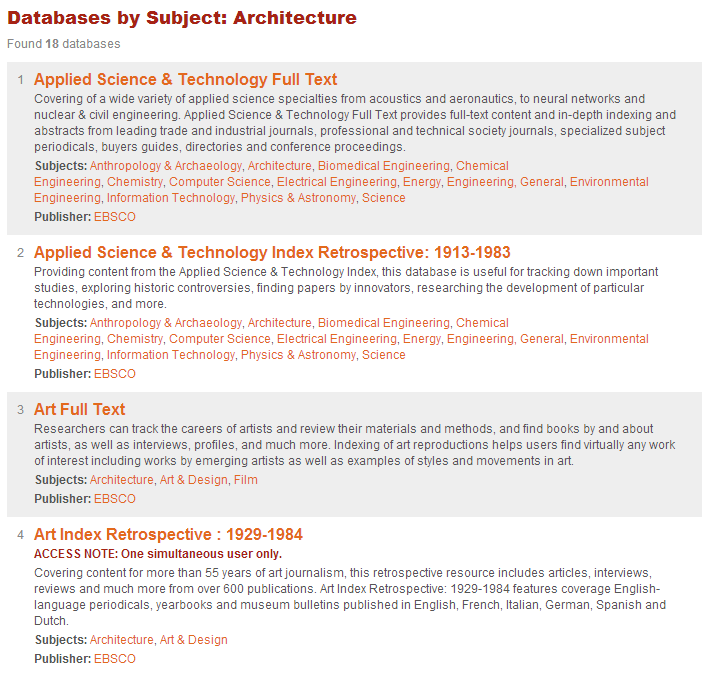 Databases by Subject: Architecture
Found 18 databases
1 Applied Science & Technology Full Text
Covering of a wide variety of applied science specialties from acoustics and aeronautics, to neural networks and
nuclear & civil engineering. Applied Science & Technology Full Text provides full-text content and in-depth indexing and
abstracts from leading trade and industrial journals, professional and technical society journals, specialized subject
periodicals, buyers guides, directories and conference proceedings.
Subjects: Anthropology & Archaeology, Architecture, Biomedical Engineering, Chemical
Engineering, Chemistry, Computer Science, Electrical Engineering, Energy, Engineering, General, Environmental
Engineering, Information Technology, Physics & Astronomy, Science
Publisher: EBSCO
2 Applied Science & Technology Index Retrospective: 1913-1983
Providing content from the Applied Science & Technology Index, this database is useful for tracking down important
studies, exploring historic controversies, finding papers by innovators, researching the development of particular
technologies, and more.
Subjects: Anthropology & Archaeology, Architecture, Biomedical Engineering, Chemical
Engineering, Chemistry, Computer Science, Electrical Engineering, Energy, Engineering, General, Environmental
Engineering, Information Technology, Physics & Astronomy, Science
Publisher: EBSCO
3 Art Full Text
Researchers can track the careers of artists and review their materials and methods, and find books by and about
artists, as well as interviews, profiles, and much more. Indexing of art reproductions helps users find virtually any work
of interest including works by emerging artists as well as examples of styles and movements in art.
Subjects: Architecture, Art & Design, Film
Publisher: EBSCO
4 Art Index Retrospective : 1929-1984
ACCESS NOTE: One simultaneous user only.
Covering content for more than 55 years of art journalism, this retrospective resource includes articles, interviews,
reviews and much more from over 600 publications. Art Index Retrospective: 1929-1984 features coverage English-
language periodicals, yearbooks and museum bulletins published in English, French, Italian, German, Spanish and
Dutch.
Subjects: Architecture, Art & Design
Publisher: EBSCO